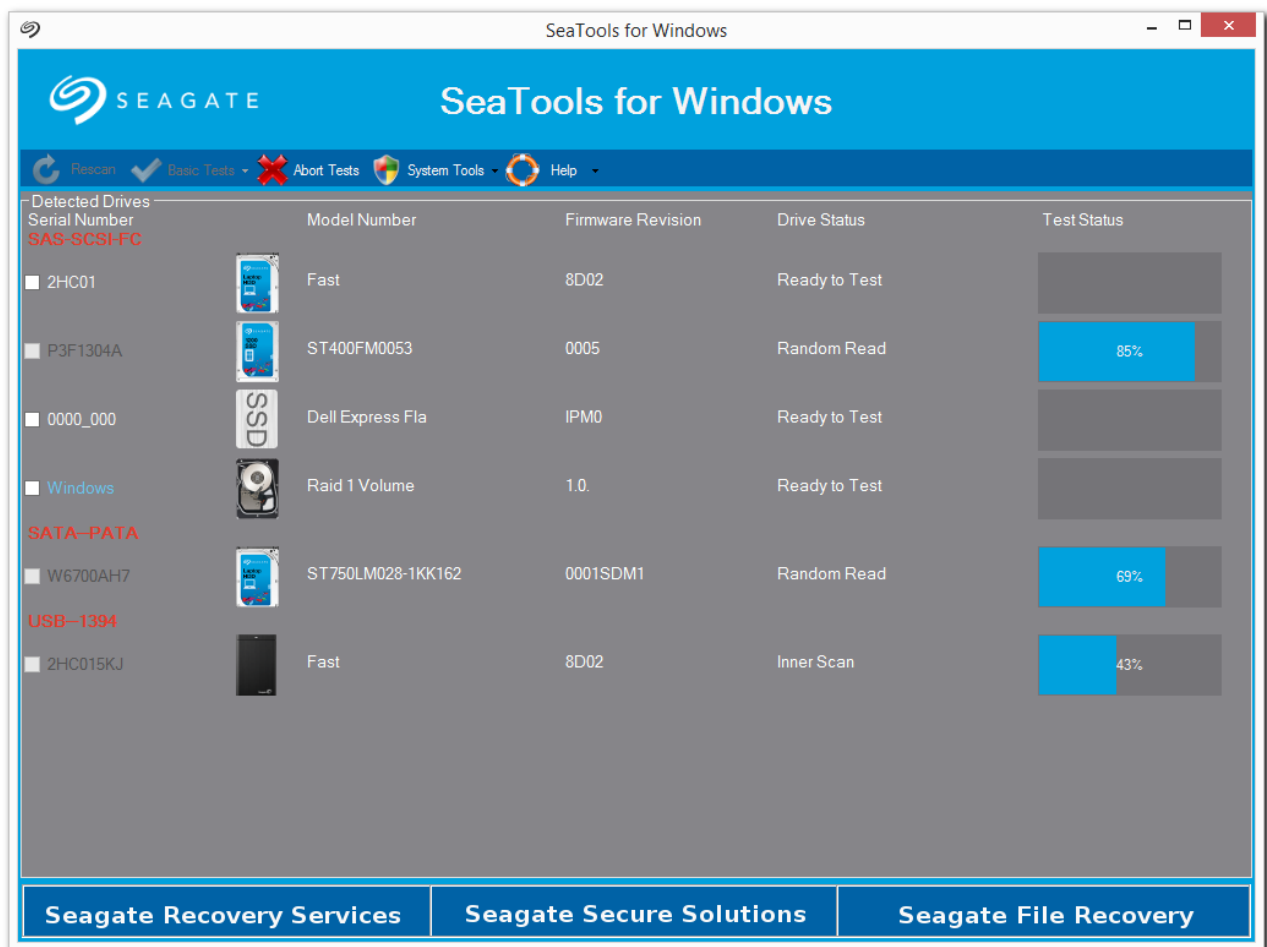 SeaTools for Windows
SEAGATE
SeaTools for Windows
Rescan Basic Tests Abort Tests System Tools Help
Detected Drives
Serial Number Model Number Firmware Revision Drive Status Test Status
SAS-SCSI-FC
2HC01 Fast 8D02 Ready to Test
P3F1304A ST400FM0053 0005 Random Read 85%
0000_000 SSD Dell Express Fla IPM0 Ready to Test
Windows Raid 1 Volume 1.0. Ready to Test
SATA--PATA
W6700AH7 ST750LM028-1KK162 0001SDM1 Random Read 69%
USB--1394
2HC015KJ Fast 8D02 Inner Scan 43%
Seagate Recovery Services Seagate Secure Solutions Seagate File Recovery